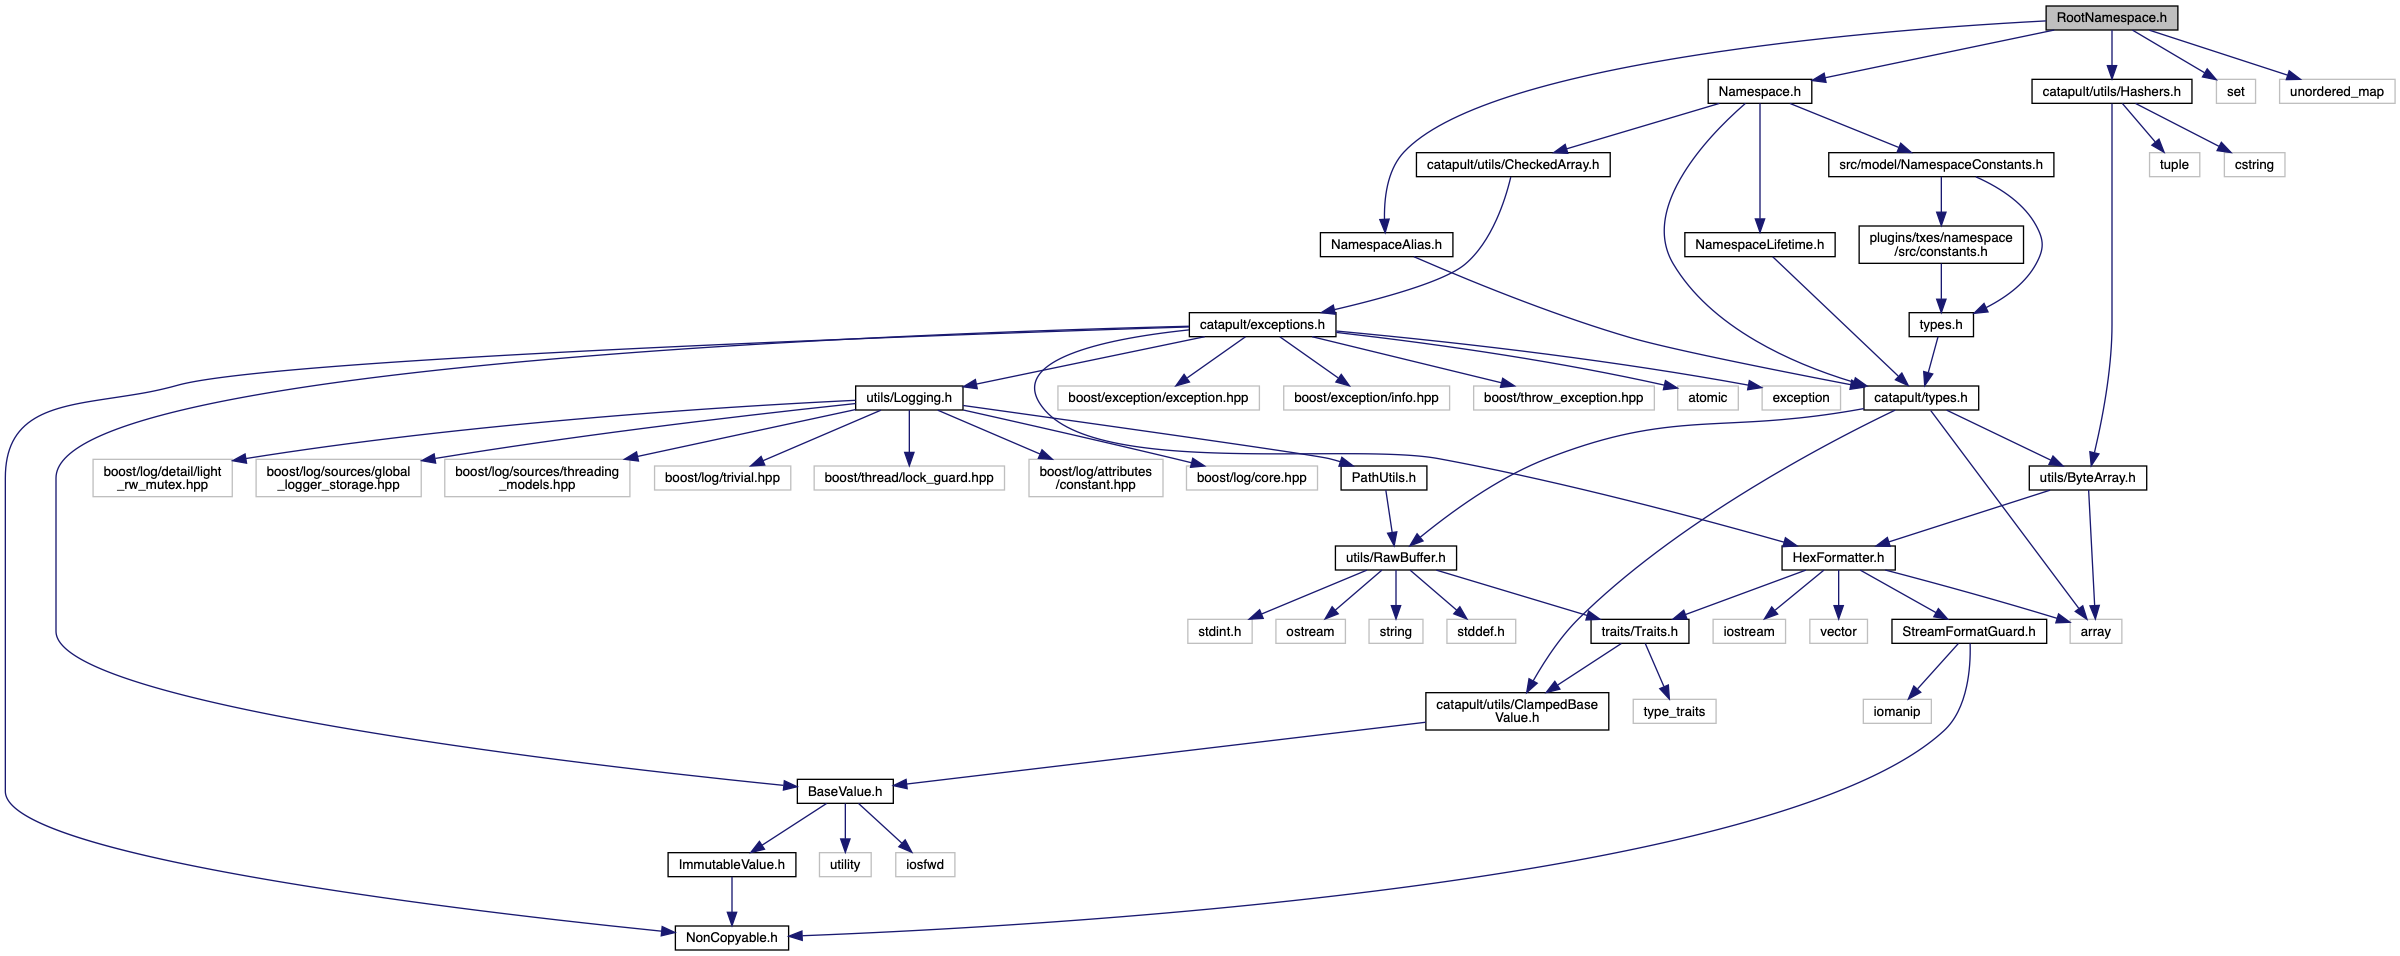 RootNamespace.h
Namespace.h
catapult/utils/Hashers.h
set
unordered_map
catapult/utils/CheckedArray.h
src/model/NamespaceConstants.h
tuple
cstring
NamespaceAlias.h
NamespaceLifetime.h
plugins/txes/namespace
/src/constants.h
catapult/exceptions.h
types.h
utils/Logging.h
boost/exception/exception.hpp
boost/exception/info.hpp
boost/throw_exception.hpp
atomic
exception
catapult/types.h
boost/log/detail/light
_rw_mutex.hpp
boost/log/sources/global
_logger_storage.hpp
boost/log/sources/threading
_models.hpp
boost/log/trivial.hpp
boost/thread/lock_guard.hpp
boost/log/attributes
/constant.hpp
boost/log/core.hpp
PathUtils.h
utils/ByteArray.h
utils/RawBuffer.h
HexFormatter.h
stdint.h
ostream
string
stddef.h
traits/Traits.h
iostream
vector
StreamFormatGuard.h
array
catapult/utils/ClampedBase
Value.h
type_traits
iomanip
BaseValue.h
ImmutableValue.h
utility
iosfwd
NonCopyable.h